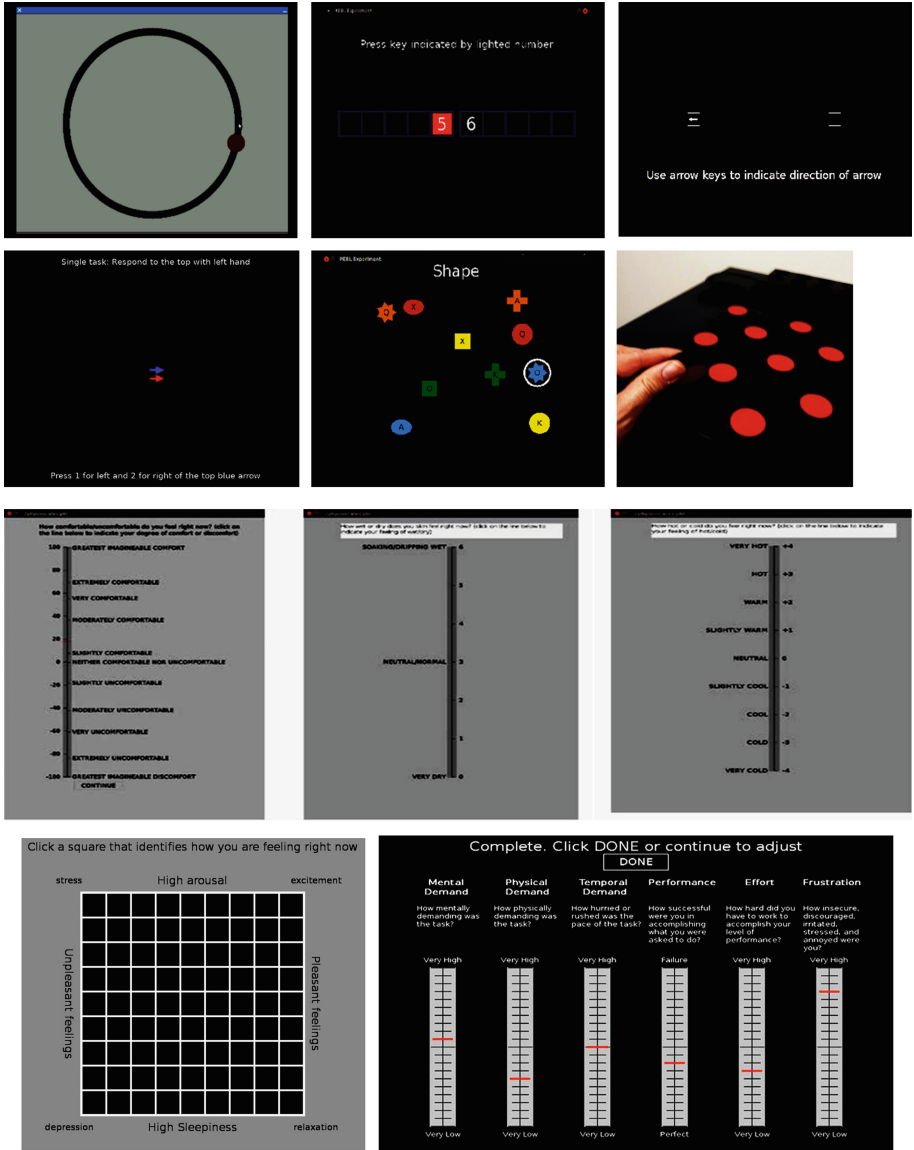 PEBL Experiment
Press key indicated by lighted number
5 6
←
Use arrow keys to indicate direction of arrow
Single task: Respond to the top with left hand
Press 1 for left and 2 for right of the top blue arrow
PEBL Experiment
Shape
Q X A
X O
K O
O
A K
How comfortable/uncomfortable do you feel right now? (click on
the line below to indicate your degree of comfort or discomfort)
100 GREATEST IMAGINEABLE COMFORT
80
EXTREMELY COMFORTABLE
60
VERY COMFORTABLE
40
MODERATELY COMFORTABLE
20
SLIGHTLY COMFORTABLE
0 NEITHER COMFORTABLE NOR UNCOMFORTABLE
-20 SLIGHTLY UNCOMFORTABLE
-40
MODERATELY UNCOMFORTABLE
-60 VERY UNCOMFORTABLE
-80
EXTREMELY UNCOMFORTABLE
-100 GREATEST IMAGINEABLE DISCOMFORT
CONTINUE
How wet or dry does you skin feel right now? (click on the line below to
indicate your feeling of wet/dry)
SOAKING/DRIPPING WET 6
5
4
NEUTRAL/NORMAL 3
2
1
VERY DRY 0
How hot or cold do you feel right now? (click on the line below to indicate
your feeling of hot/cold)
VERY HOT +4
HOT +3
WARM +2
SLIGHTLY WARM +1
NEUTRAL 0
SLIGHTLY COOL -1
COOL -2
COLD -3
VERY COLD -4
Click a square that identifies how you are feeling right now
stress High arousal excitement
Unpleasant feelings
Pleasant feelings
depression High Sleepiness relaxation
Complete. Click DONE or continue to adjust
DONE
Mental
Demand
How mentally
demanding was
the task?
Very High
Very Low
Physical
Demand
How physically
demanding was
the task?
Very High
Very Low
Temporal
Demand
How hurried or
rushed was the
pace of the task?
Very High
Very Low
Performance
How successful
were you in
accomplishing
what you were
asked to do?
Failure
Perfect
Effort
How hard did you
have to work to
accomplish your
level of
performance?
Very High
Very Low
Frustration
How insecure,
discouraged,
irritated,
stressed, and
annoyed were
you?
Very High
Very Low